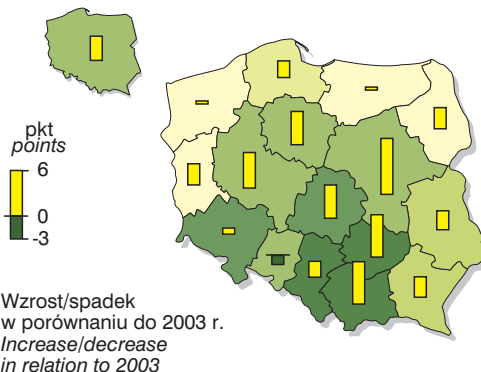 pkt
points
6
0
-3
Wzrost/spadek
w porównaniu do 2003 r.
Increase/decrease
in relation to 2003